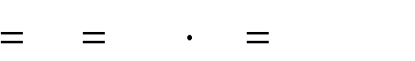 = = · =